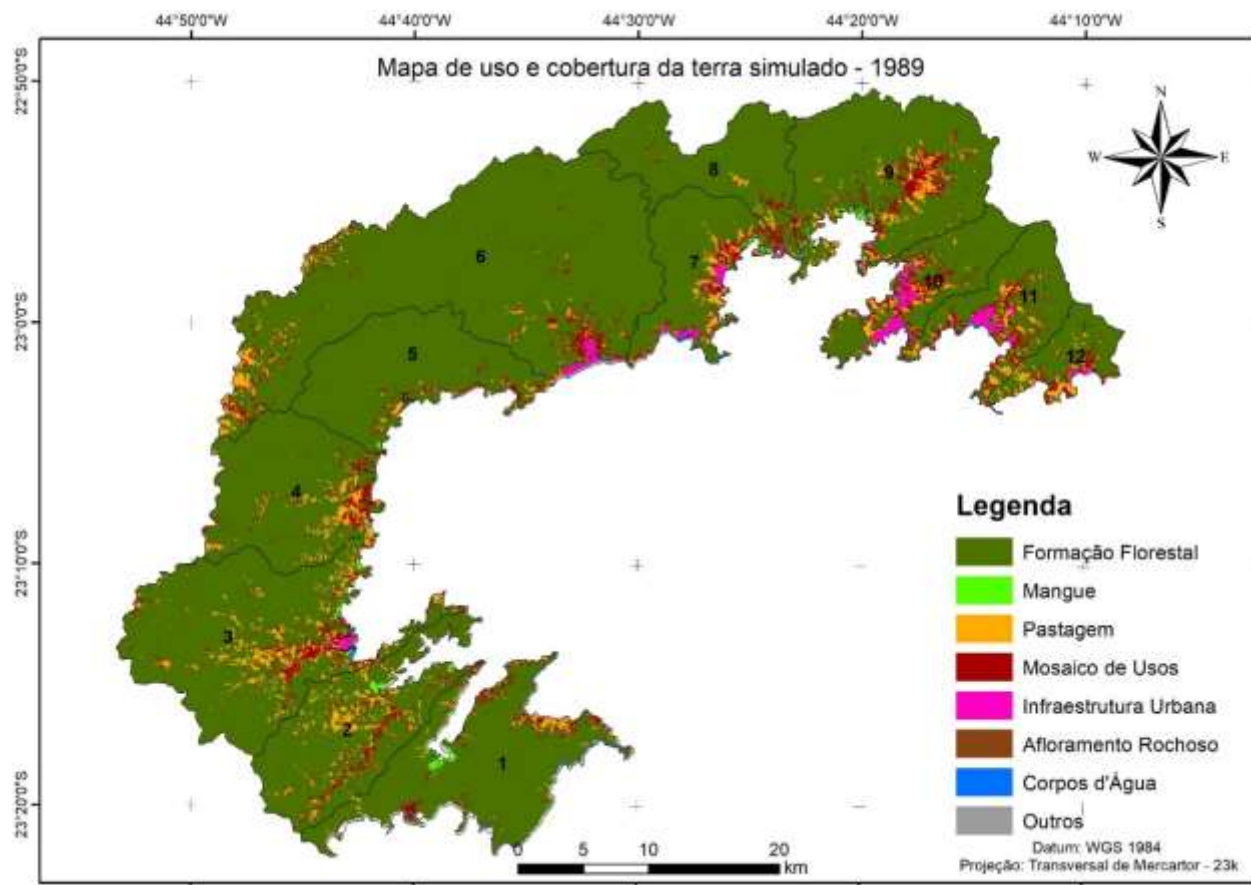 44°50'0"W 44°40'0"W 44°30'0"W 44°20'0"W 44°10'0"W
Mapa de uso e cobertura da terra simulado - 1989
22°50'0"S
N
W E
S
8
9
6
7
10
11
23°0'0"S
5
12
4
Legenda
Formação Florestal
23°10'0"S
Mangue
Pastagem
3
Mosaico de Usos
Infraestrutura Urbana
2
Afloramento Rochoso
1
Corpos d'Água
23°20'0"S
Outros
Datum: WGS 1984
Projeção: Transversal de Mercartor - 23k
0 5 10 20
km